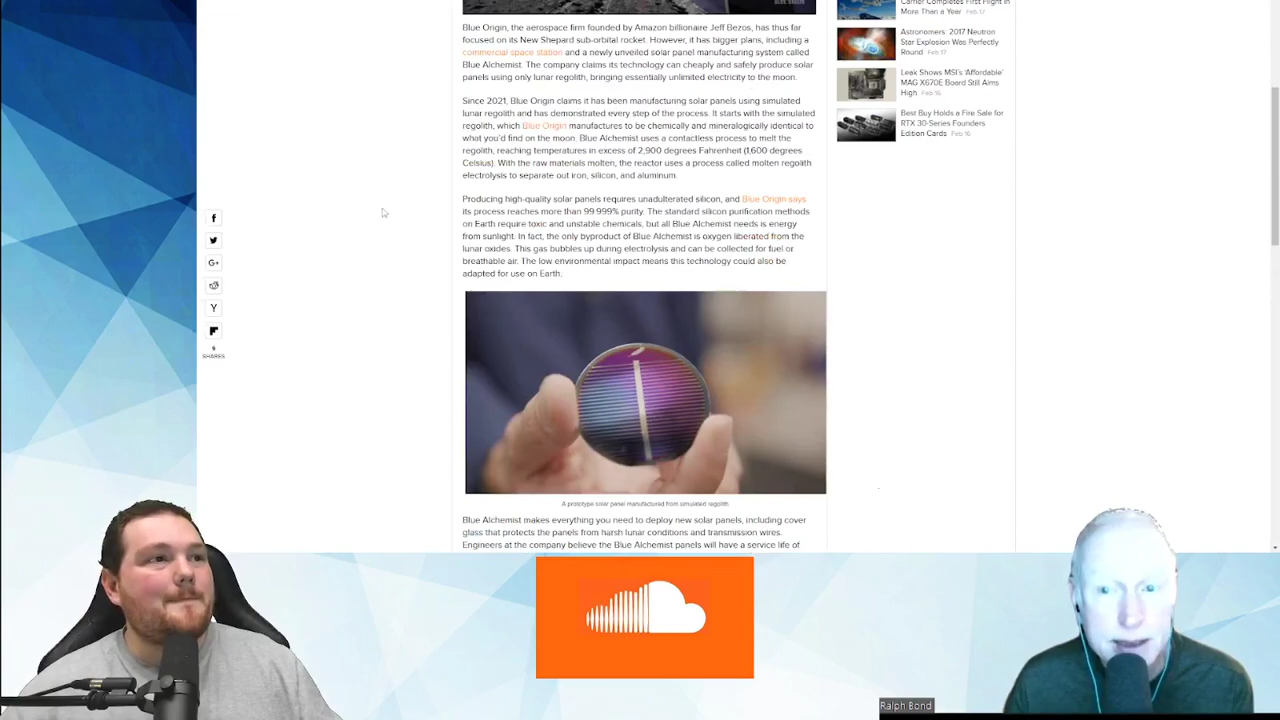 BLUE ORIGIN
Blue Origin, the aerospace firm founded by Amazon billionaire Jeff Bezos, has thus far
focused on its New Shepard sub-orbital rocket. However, it has bigger plans, including a
commercial space station and a newly unveiled solar panel manufacturing system called
Blue Alchemist. The company claims its technology can cheaply and safely produce solar
panels using only lunar regolith, bringing essentially unlimited electricity to the moon.
Since 2021, Blue Origin claims it has been manufacturing solar panels using simulated
lunar regolith and has demonstrated every step of the process. It starts with the simulated
regolith, which Blue Origin manufactures to be chemically and mineralogically identical to
what you'd find on the moon. Blue Alchemist uses a contactless process to melt the
regolith, reaching temperatures in excess of 2,900 degrees Fahrenheit (1,600 degrees
Celsius). With the raw materials molten, the reactor uses a process called molten regolith
electrolysis to separate out iron, silicon, and aluminum.
Producing high-quality solar panels requires unadulterated silicon, and Blue Origin says
its process reaches more than 99.999% purity. The standard silicon purification methods
on Earth require toxic and unstable chemicals, but all Blue Alchemist needs is energy
from sunlight. In fact, the only byproduct of Blue Alchemist is oxygen liberated from the
lunar oxides. This gas bubbles up during electrolysis and can be collected for fuel or
breathable air. The low environmental impact means this technology could also be
adapted for use on Earth.
A prototype solar panel manufactured from simulated regolith
Blue Alchemist makes everything you need to deploy new solar panels, including cover
glass that protects the panels from harsh lunar conditions and transmission wires.
Engineers at the company believe the Blue Alchemist panels will have a service life of
Carrier Completes First Flight in
More Than a Year Feb 17
Astronomers: 2017 Neutron
Star Explosion Was Perfectly
Round Feb 17
Leak Shows MSI's 'Affordable'
MAG X670E Board Still Aims
High Feb 16
Best Buy Holds a Fire Sale for
RTX 30-Series Founders
Edition Cards Feb 16
f
G+
Y
9
SHARES
Ralph Bond